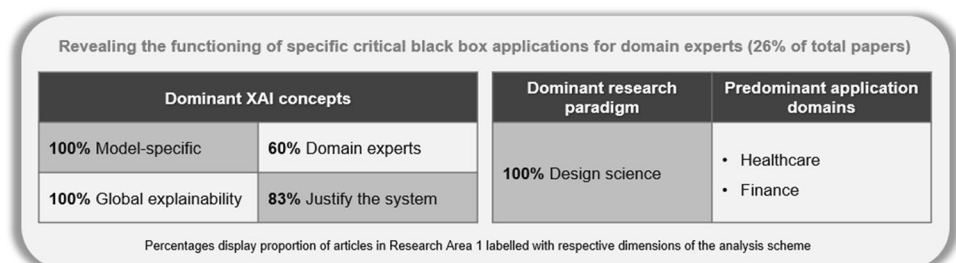 Revealing the functioning of specific critical black box applications for domain experts (26% of total papers)
Dominant XAI concepts
100% Model-specific
60% Domain experts
100% Global explainability
83% Justify the system
Dominant research
paradigm
100% Design science
Predominant application
domains
• Healthcare
• Finance
Percentages display proportion of articles in Research Area 1 labelled with respective dimensions of the analysis scheme